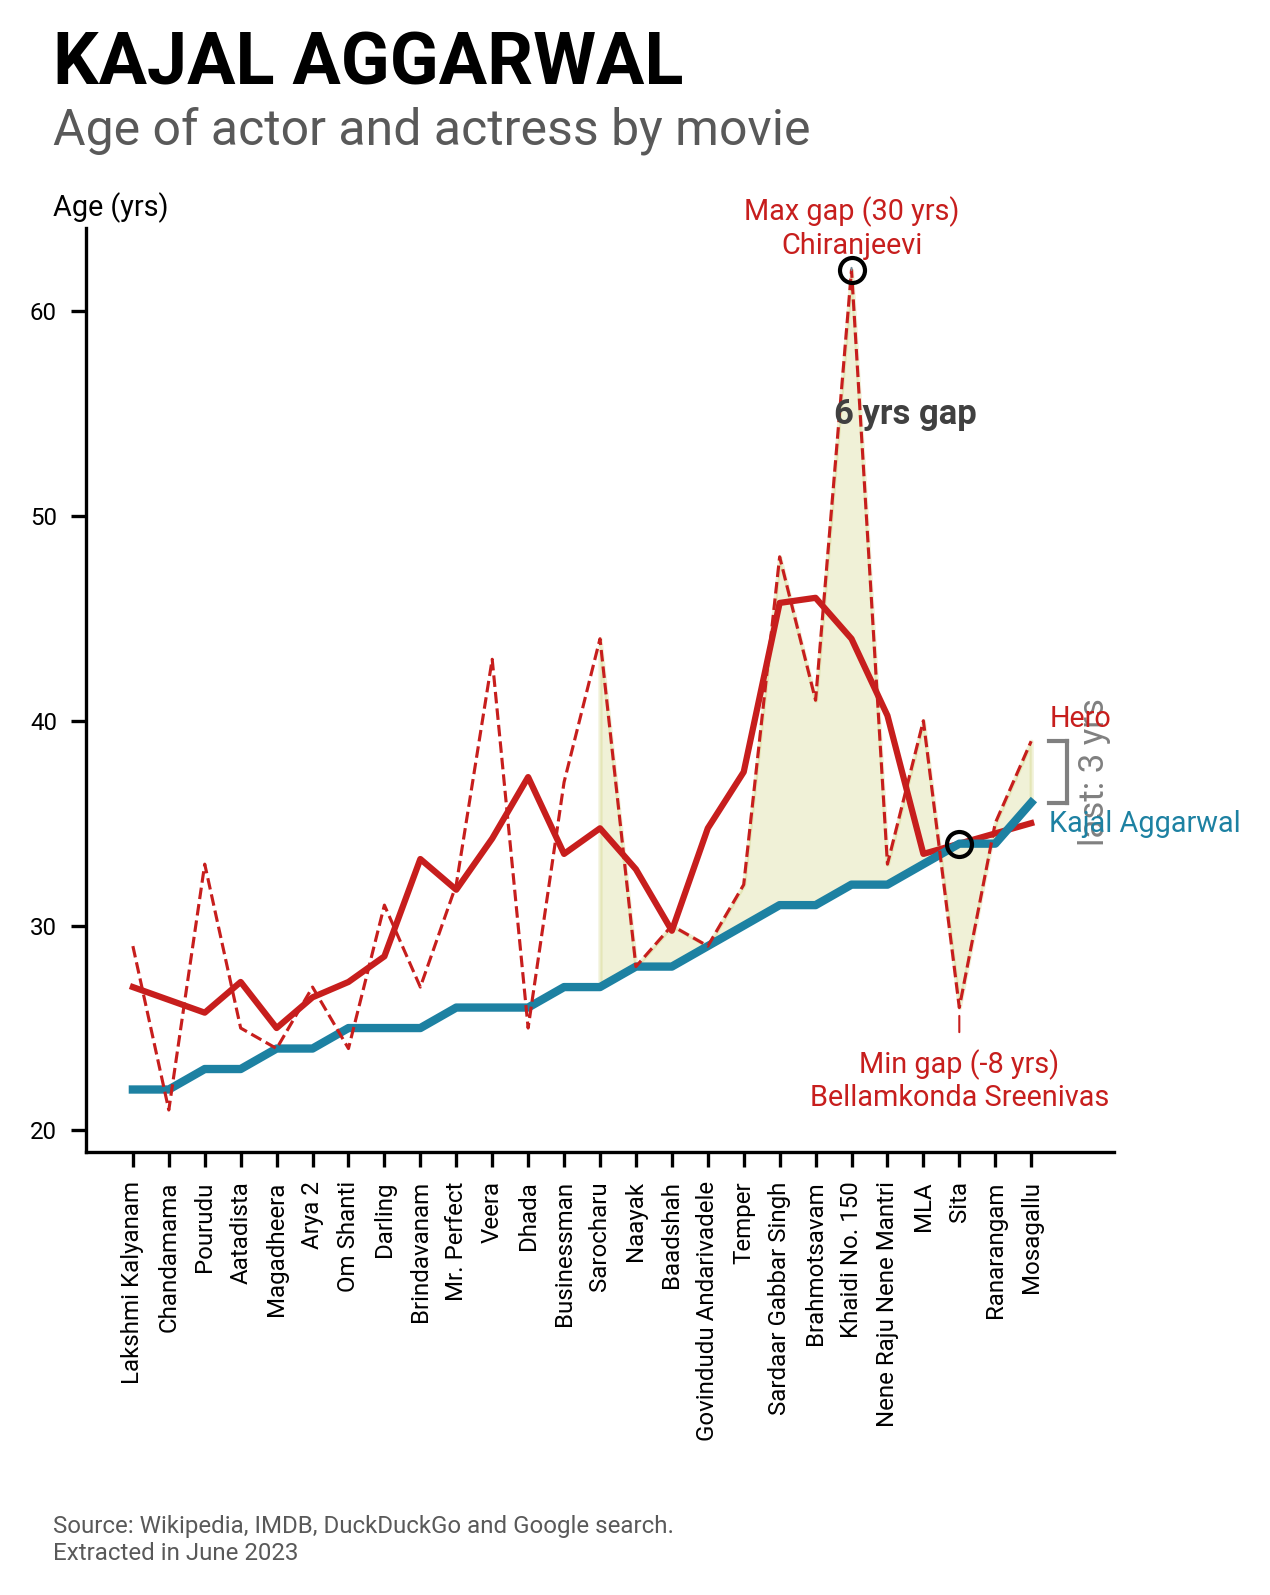 KAJAL AGGARWAL
Age of actor and actress by movie
Age (yrs)
Max gap (30 yrs)
Chiranjeevi
60
6 yrs gap
50
40
Hero
last: 3 yrs
Kajal Aggarwal
30
Min gap (-8 yrs)
Bellamkonda Sreenivas
20
Lakshmi Kalyanam
Chandamama
Pourudu
Aatadista
Magadheera
Arya 2
Om Shanti
Darling
Brindavanam
Mr. Perfect
Veera
Dhada
Businessman
Sarocharu
Naayak
Baadshah
Govindudu Andarivadele
Temper
Sardaar Gabbar Singh
Brahmotsavam
Khaidi No. 150
Nene Raju Nene Mantri
MLA
Sita
Ranarangam
Mosagallu
Source: Wikipedia, IMDB, DuckDuckGo and Google search.
Extracted in June 2023